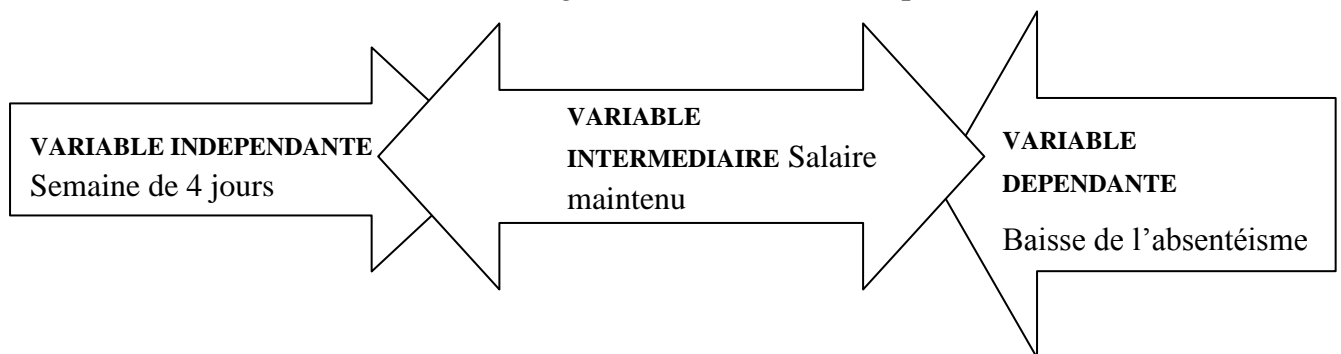 VARIABLE INDEPENDANTE
Semaine de 4 jours
VARIABLE
INTERMEDIAIRE Salaire
maintenu
VARIABLE
DEPENDANTE
Baisse de l’absentéisme